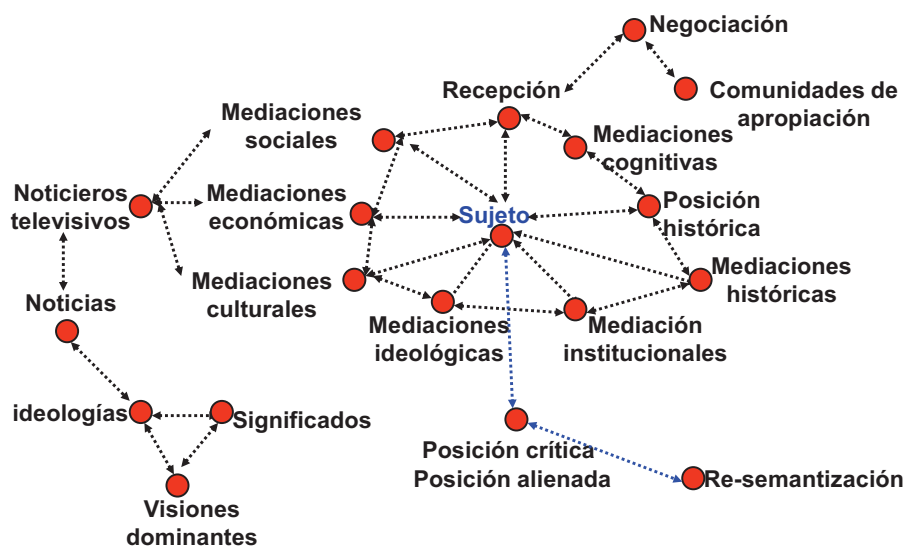 Negociación
Comunidades de
apropiación
Recepción
Mediaciones
sociales
Mediaciones
cognitivas
Noticieros
televisivos
Mediaciones
económicas
Sujeto
Posición
histórica
Mediaciones
culturales
Mediaciones
históricas
Noticias
Mediaciones
ideológicas
Mediación
institucionales
ideologías
Significados
Posición crítica
Posición alienada
Re-semantización
Visiones
dominantes